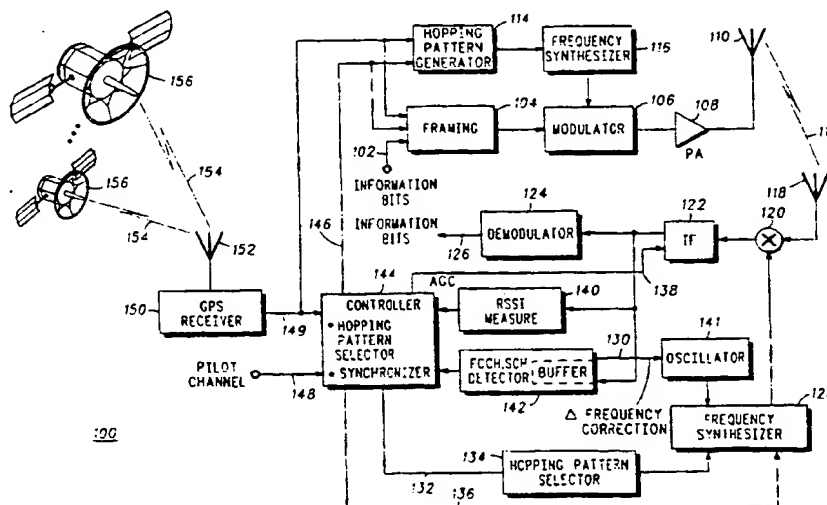 114
HOPPING
PATTERN
GENERATOR
FREQUENCY
SYNTHESIZER
116
110
156
104
FRAMING
106
MODULATOR
108
PA
102
INFORMATION
BITS
118
156
154
154
152
146
INFORMATION
BITS
126
124
DEMODULATOR
122
IF
120
138
144
AGC
150
GPS
RECEIVER
149
CONTROLLER
• HOPPING
PATTERN
SELECTOR
• SYNCHRONIZER
140
RSSI
MEASURE
141
OSCILLATOR
130
PILOT
CHANNEL
148
FCCH,SCH
DETECTOR
BUFFER
142
Δ FREQUENCY
CORRECTION
FREQUENCY
SYNTHESIZER
100
134
HOPPING PATTERN
SELECTOR
132
136